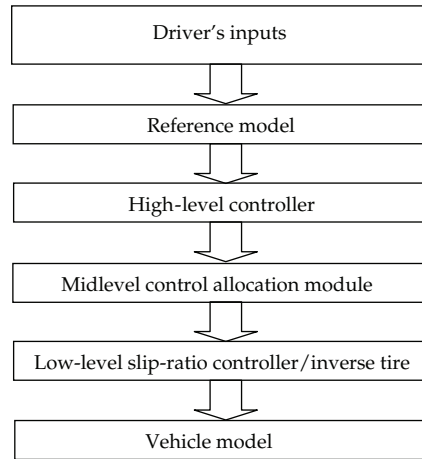 Driver’s inputs
Reference model
High-level controller
Midlevel control allocation module
Low-level slip-ratio controller/inverse tire
Vehicle model